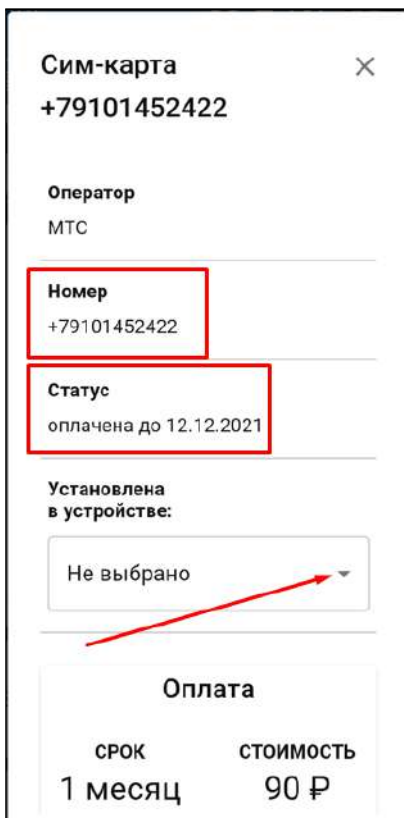 Сим-карта
+79101452422
Оператор
МТС
Номер
+79101452422
Статус
оплачена до 12.12.2021
Установлена
в устройстве:
Не выбрано
Оплата
СРОК СТОИМОСТЬ
1 месяц 90 ₽